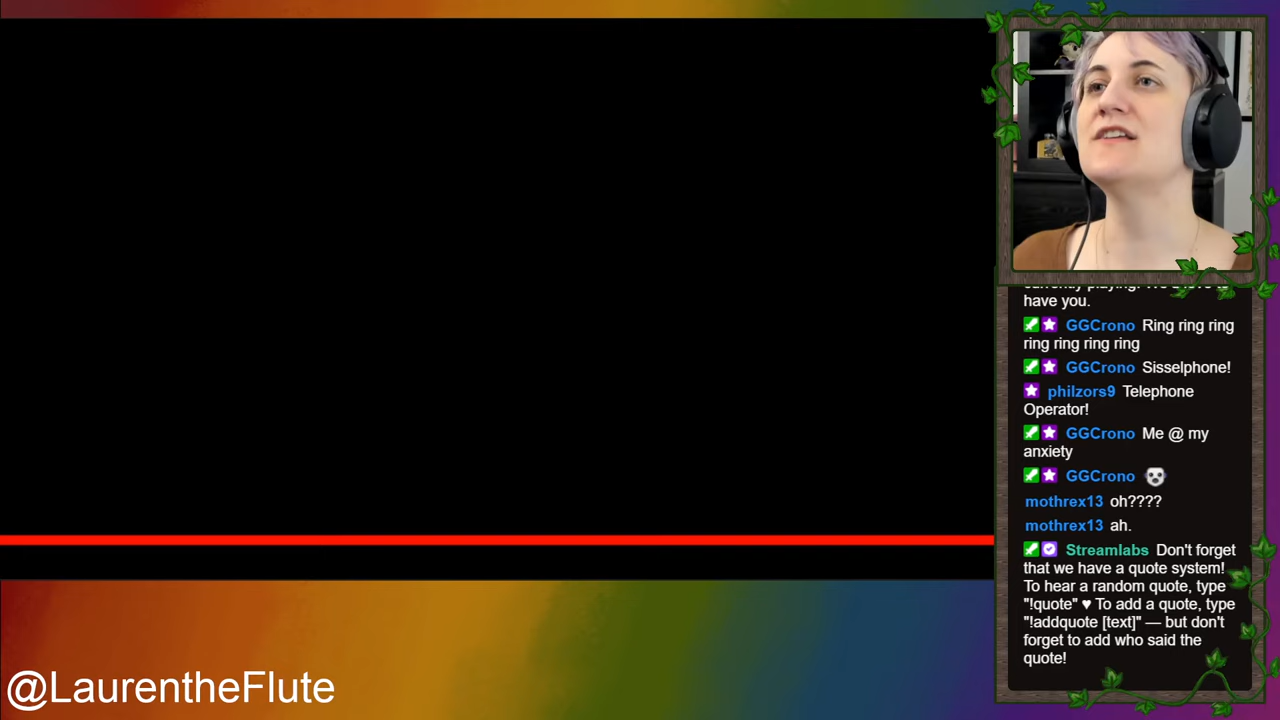 have you.
GGCrono Ring ring ring
ring ring ring ring
GGCrono Sisselphone!
philzors9 Telephone
Operator!
GGCrono Me @ my
anxiety
GGCrono
mothrex13 oh????
mothrex13 ah.
Streamlabs Don't forget
that we have a quote system!
To hear a random quote, type
"!quote" ♥ To add a quote, type
"!addquote [text]" — but don't
forget to add who said the
quote!
@LaurentheFlute